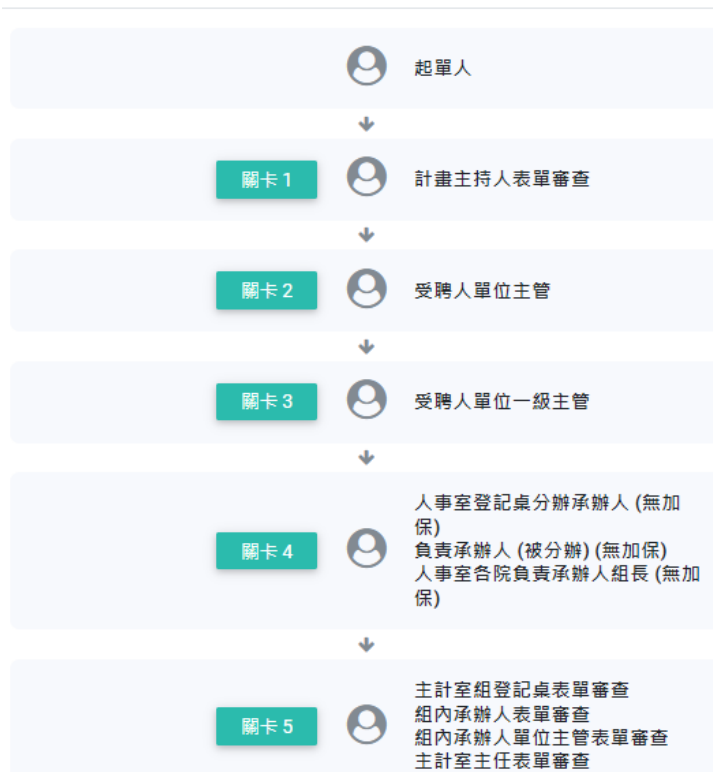 起單人
關卡 1
計畫主持人表單審查
關卡 2
受聘人單位主管
關卡 3
受聘人單位一級主管
關卡 4
人事室登記桌分辦承辦人 (無加
保)
負責承辦人 (被分辦) (無加保)
人事室各院負責承辦人組長 (無加
保)
關卡 5
主計室組登記桌表單審查
組內承辦人表單審查
組內承辦人單位主管表單審查
主計室主任表單審查